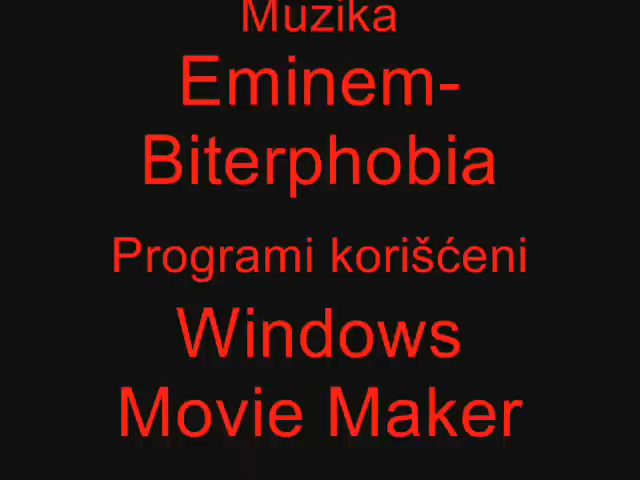 Muzika
Eminem-
Biterphobia
Programi korišćeni
Windows
Movie Maker